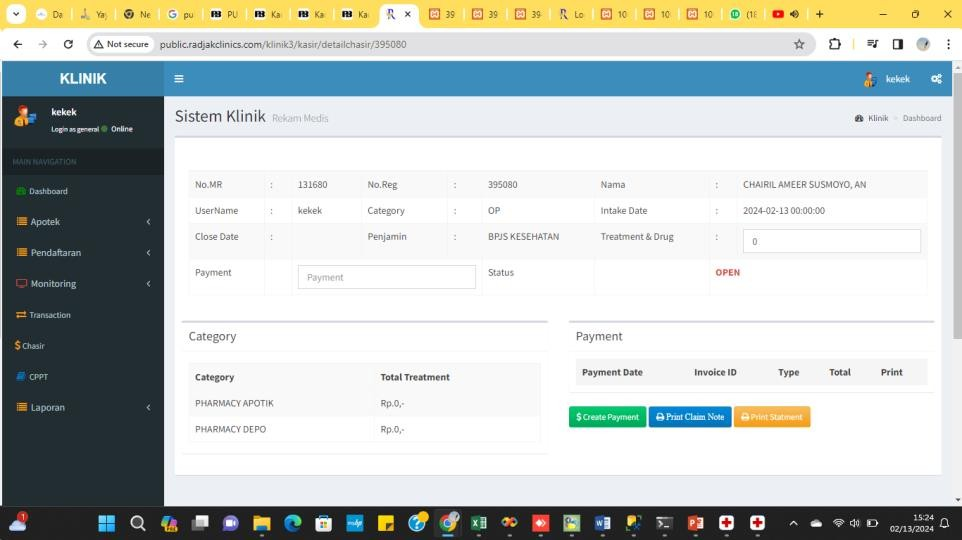 Da
Yaj
Ne
pu
PU
Ka
Ka
Ka
39
39
39
Lo
10
10
10
(18
Not secure
public.radjakclinics.com/klinik3/kasir/detailchasir/395080
KLINIK
kekek
kekek
Login as general Online
Sistem Klinik Rekam Medis
Klinik > Dashboard
MAIN NAVIGATION
Dashboard
Apotek
Pendaftaran
Monitoring
Transaction
$ Chasir
CPPT
Laporan
No.MR : 131680 No.Reg : 395080 Nama : CHAIRIL AMEER SUSMOYO, AN
UserName : kekek Category : OP Intake Date : 2024-02-13 00:00:00
Close Date : Penjamin : BPJS KESEHATAN Treatment & Drug : 0
Payment Payment Status OPEN
Category
Category Total Treatment
PHARMACY APOTIK Rp.0,-
PHARMACY DEPO Rp.0,-
Payment
Payment Date Invoice ID Type Total Print
$ Create Payment Print Claim Note Print Statment
1
15:24
02/13/2024